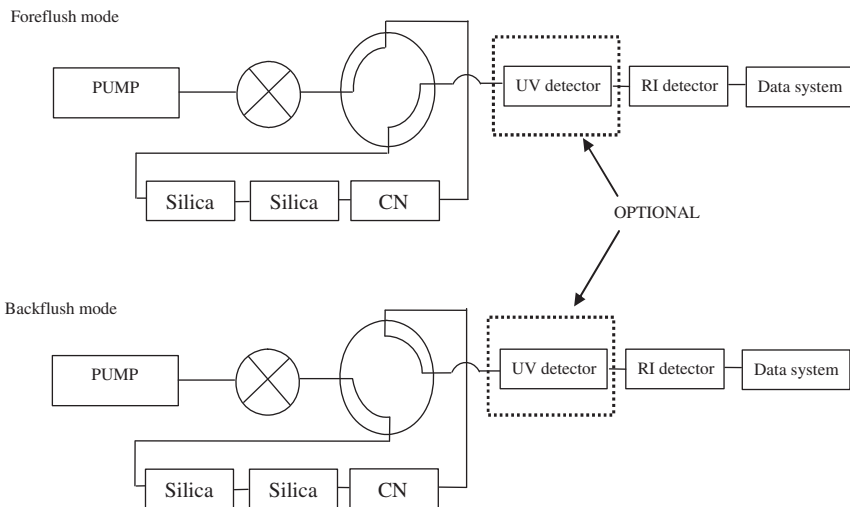 Foreflush mode
PUMP
UV detector
RI detector
Data system
Silica
Silica
CN
OPTIONAL
Backflush mode
PUMP
UV detector
RI detector
Data system
Silica
Silica
CN